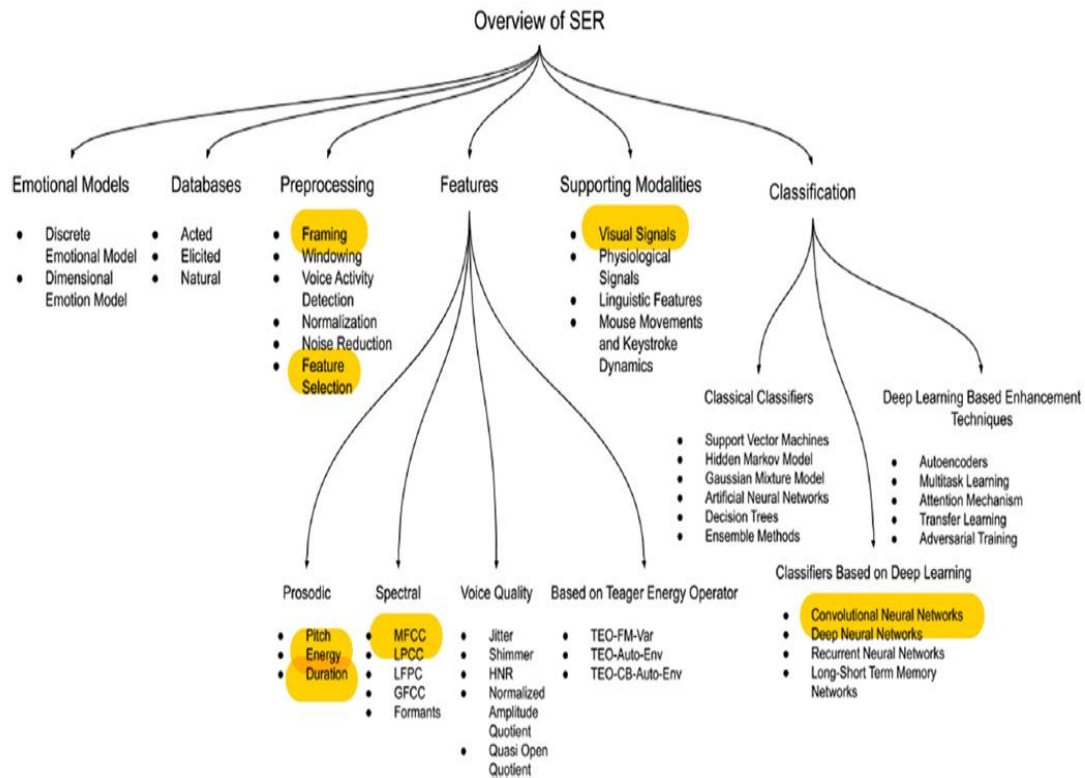 Overview of SER
Emotional Models
• Discrete
Emotional Model
• Dimensional
Emotion Model
Databases
• Acted
• Elicited
• Natural
Preprocessing
• Framing
• Windowing
• Voice Activity
Detection
• Normalization
• Noise Reduction
• Feature
Selection
Features
Supporting Modalities
• Visual Signals
• Physiological
Signals
• Linguistic Features
• Mouse Movements
and Keystroke
Dynamics
Classification
Prosodic
• Pitch
• Energy
• Duration
Spectral
• MFCC
• LPCC
• LFPC
• GFCC
• Formants
Voice Quality
• Jitter
• Shimmer
• HNR
• Normalized
Amplitude
Quotient
• Quasi Open
Quotient
Based on Teager Energy Operator
• TEO-FM-Var
• TEO-Auto-Env
• TEO-CB-Auto-Env
Classical Classifiers
• Support Vector Machines
• Hidden Markov Model
• Gaussian Mixture Model
• Artificial Neural Networks
• Decision Trees
• Ensemble Methods
Classifiers Based on Deep Learning
• Convolutional Neural Networks
• Deep Neural Networks
• Recurrent Neural Networks
• Long-Short Term Memory
Networks
Deep Learning Based Enhancement
Techniques
• Autoencoders
• Multitask Learning
• Attention Mechanism
• Transfer Learning
• Adversarial Training